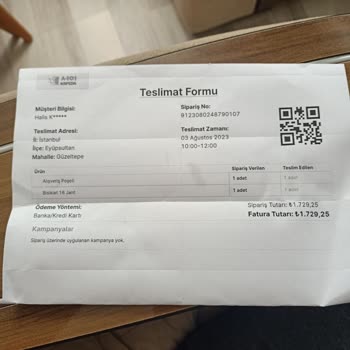 A101
Teslimat Formu
Müşteri Bilgisi:
Halis K*****
Sipariş No:
8123080248790107
Teslimat Adresi:
İl: İstanbul
İlçe: Eyüpsultan
Mahalle: Güzeltepe
Teslimat Zamanı:
03 Ağustos 2023
10:00-12:00
Ürün Sipariş Verilen Teslim Edilen
Alışveriş Poşeti 1 adet 1 adet
Bisiklet 16 Jant 1 adet 1 adet
Ödeme Yöntemi:
Banka/Kredi Kartı
Sipariş Tutarı: ₺1.729,25
Fatura Tutarı: ₺1.729,25
Kampanyalar
Sipariş üzerinde uygulanan kampanya yok.